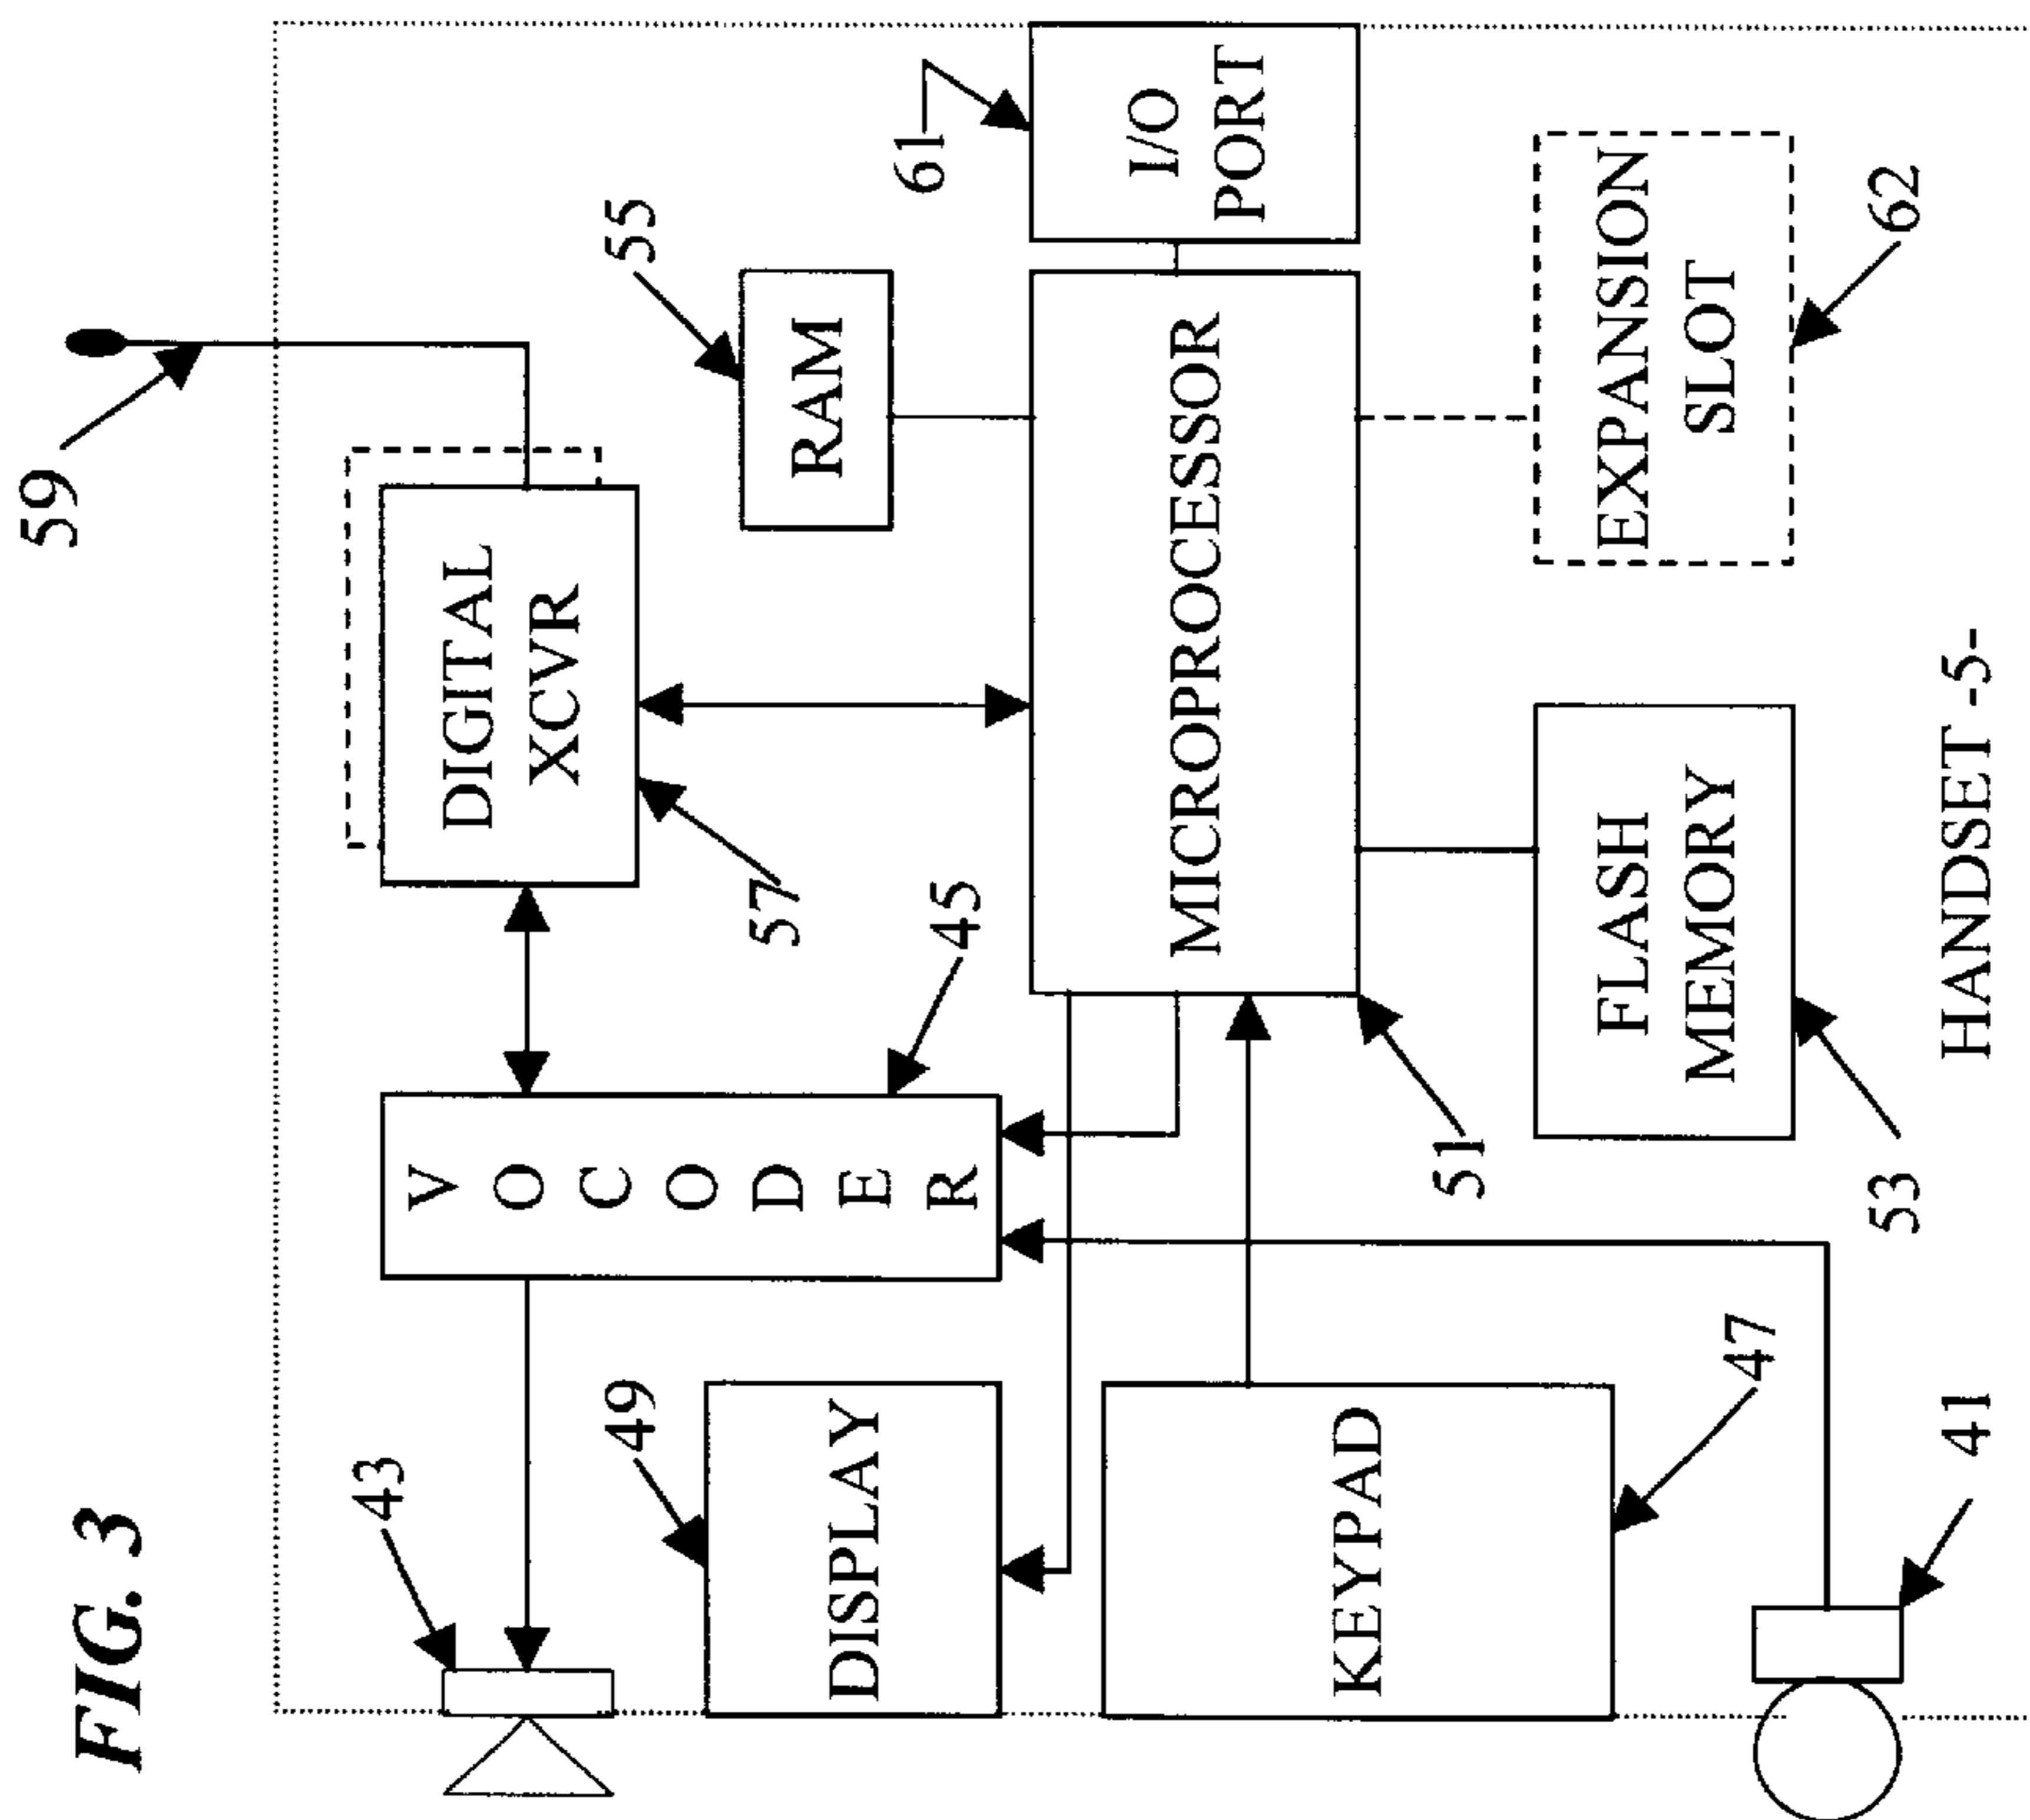 FIG. 3
59
43
DIGITAL
XCVR
55
49
RAM
57
VOCODER
45
61
DISPLAY
I/O
PORT
MICROPROCESSOR
KEYPAD
51
EXPANSION
SLOT
FLASH
MEMORY
47
62
53
41
HANDSET -5-